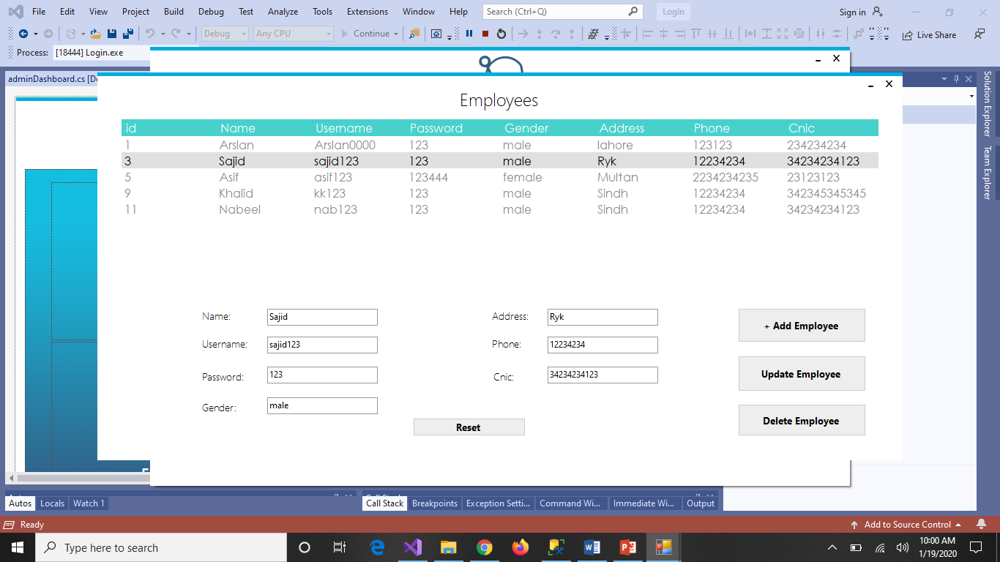 File Edit View Project Build Debug Test Analyze Tools Extensions Window Help Search (Ctrl+Q) Login Sign in
Debug Any CPU Continue Live Share
Process: [18444] Login.exe
adminDashboard.cs [De
Employees
id Name Username Password Gender Address Phone Cnic
1 Arslan Arslan0000 123 male lahore 123123 234234234
3 Sajid sajid123 123 male Ryk 12234234 34234234123
5 Asif asif123 123444 female Multan 2234234235 23123123
9 Khalid kk123 123 male Sindh 12234234 342345345345
11 Nabeel nab123 123 male Sindh 12234234 34234234123
Name: Sajid Address: Ryk + Add Employee
Username: sajid123 Phone: 12234234
Password: 123 Cnic: 34234234123 Update Employee
Gender: male
Reset Delete Employee
Solution Explorer
Team Explorer
Autos Locals Watch 1 Call Stack Breakpoints Exception Setti... Command Wi... Immediate Wi... Output
Ready Add to Source Control
Type here to search 10:00 AM
1/19/2020